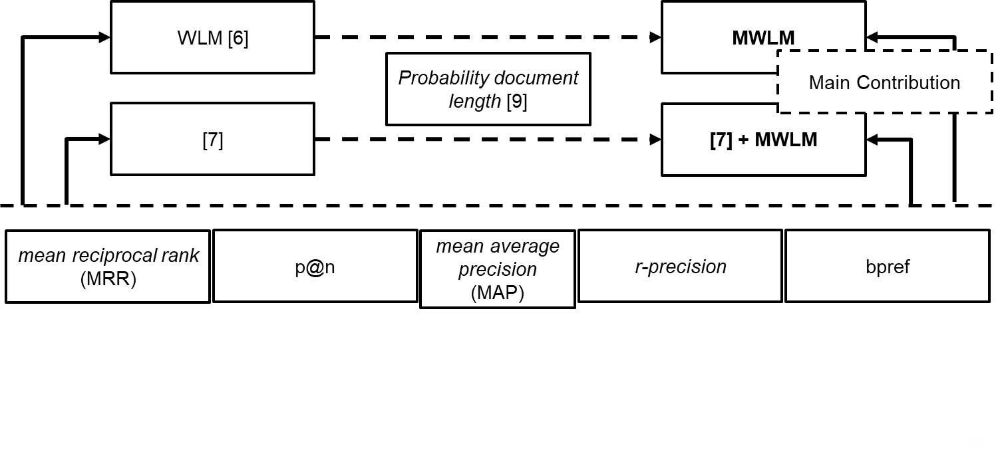 WLM [6]
MWLM
Probability document
length [9]
Main Contribution
[7]
[7] + MWLM
mean reciprocal rank
(MRR)
p@n
mean average
precision
(MAP)
r-precision
bpref